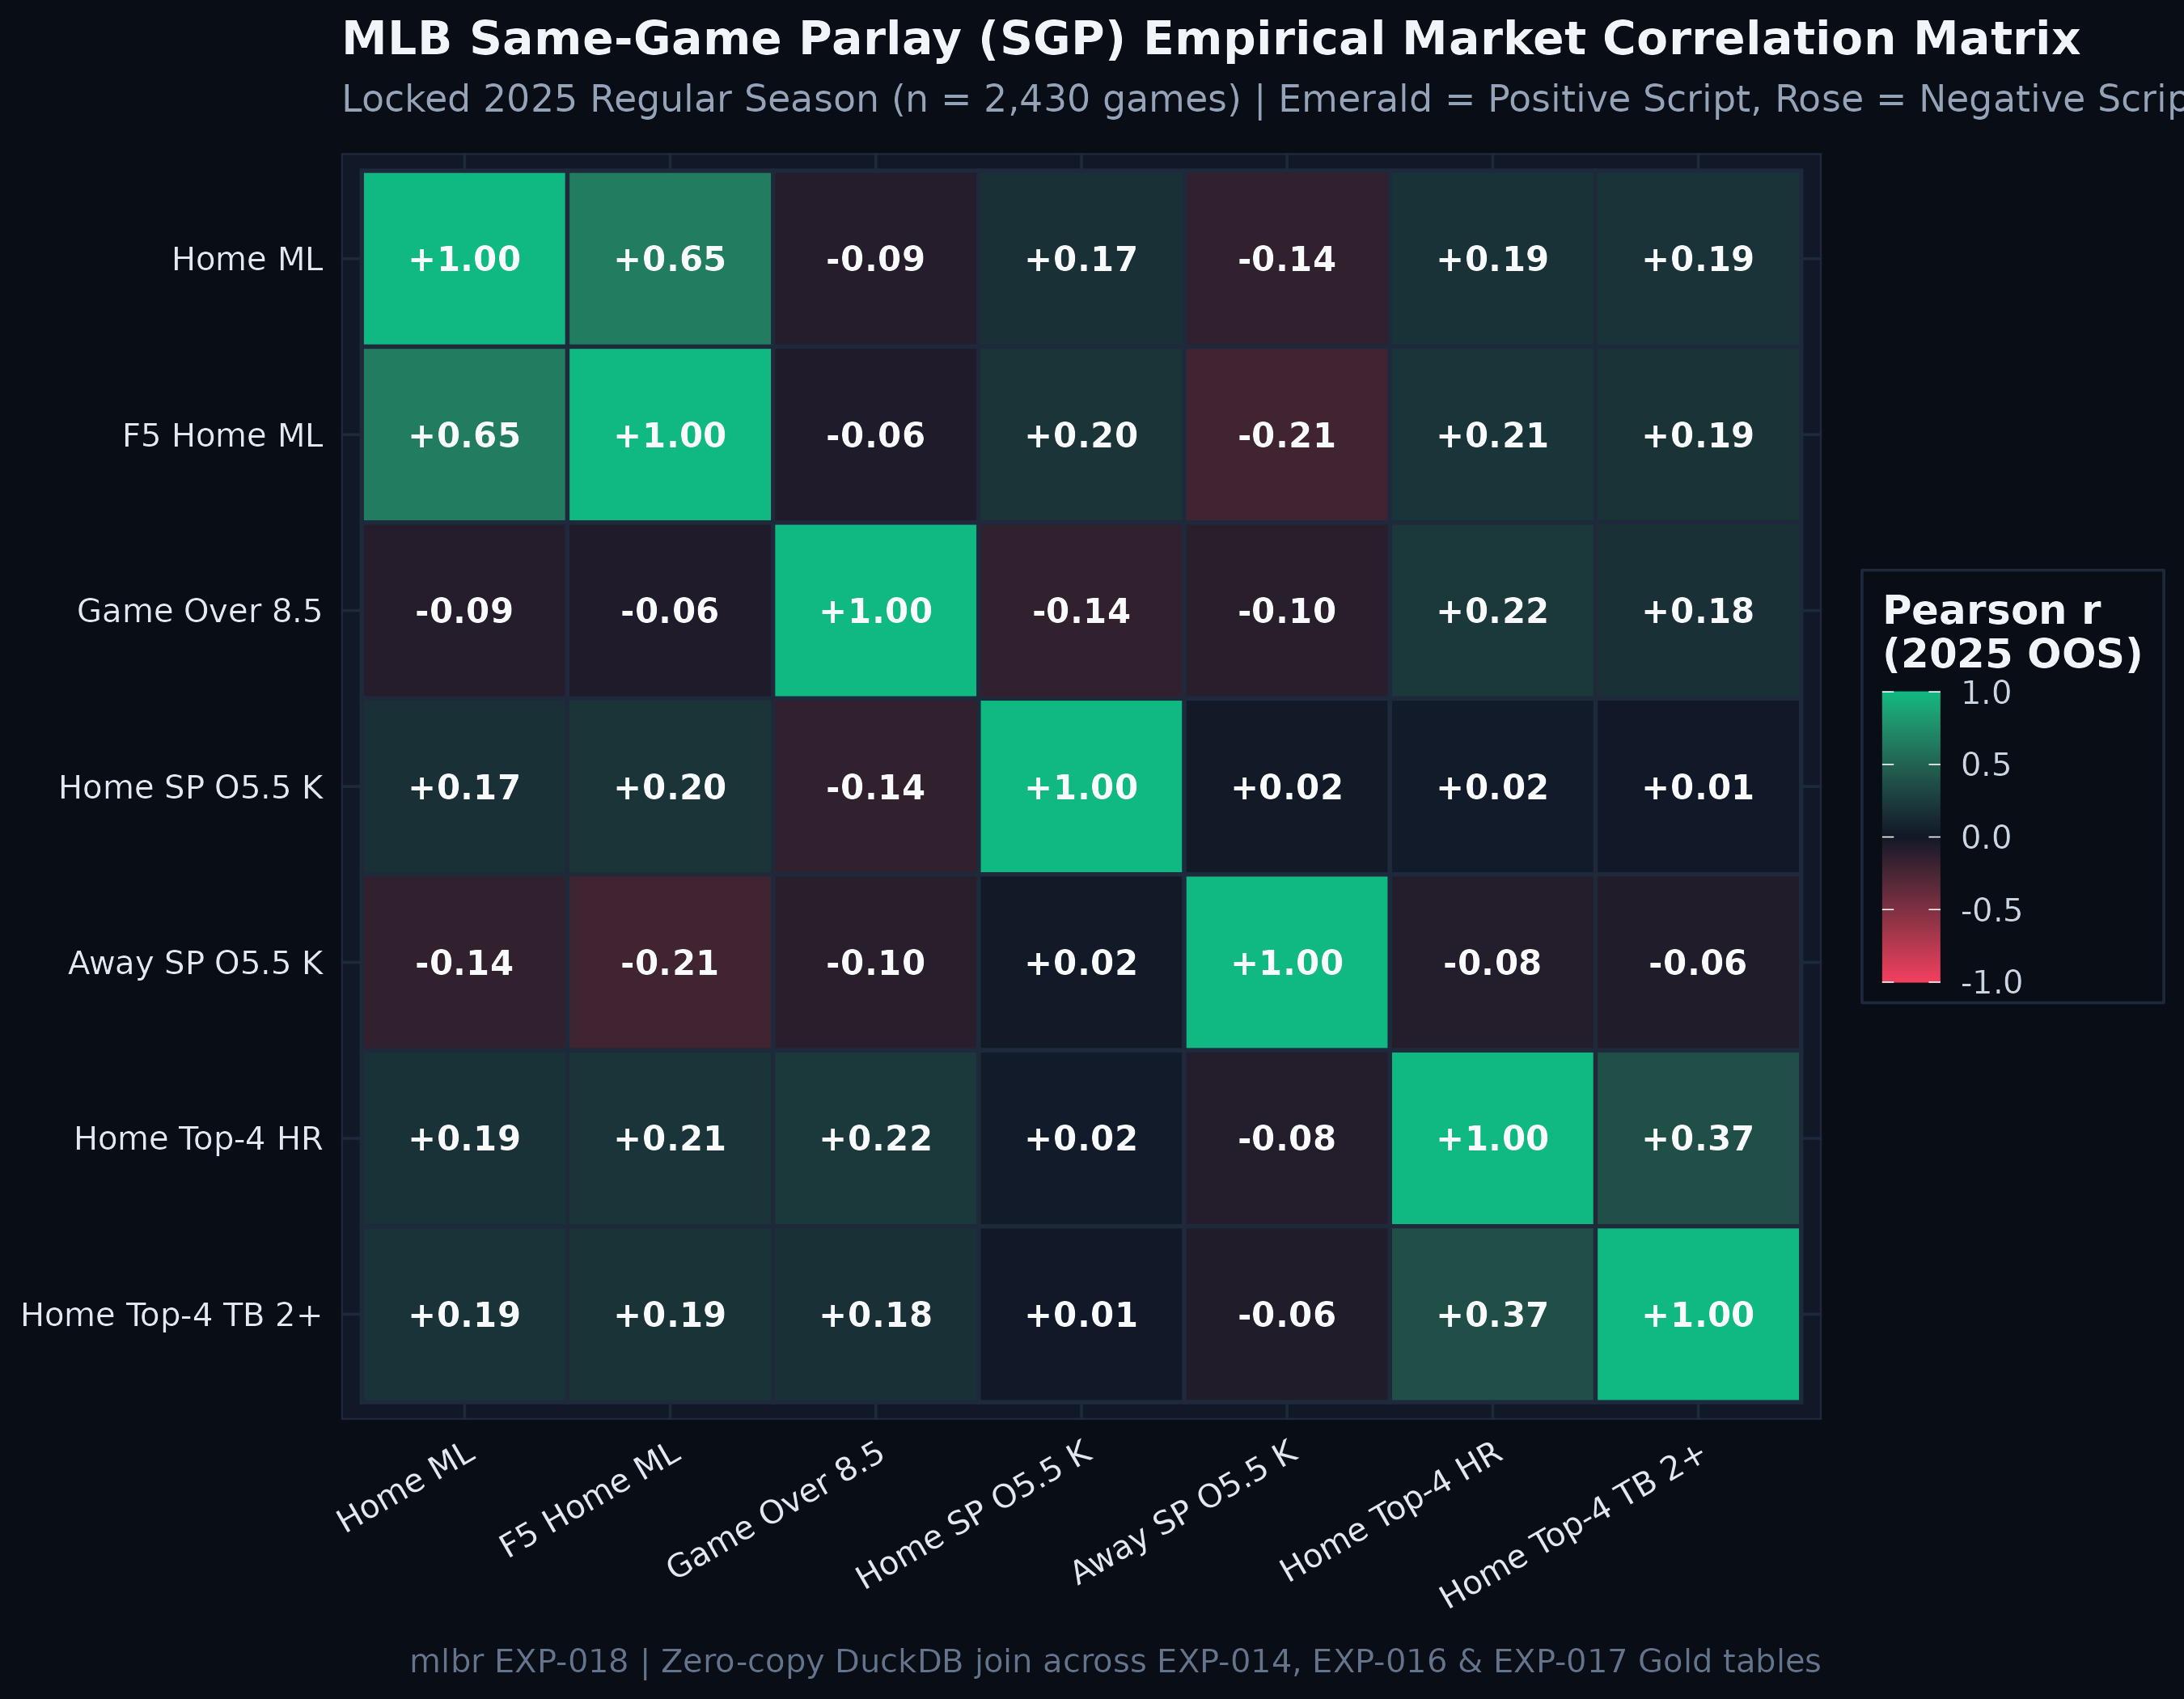 MLB Same-Game Parlay (SGP) Empirical Market Correlation Matrix
Locked 2025 Regular Season (n = 2,430 games) | Emerald = Positive Script, Rose = Negative Scrip
Home ML +1.00 +0.65 -0.09 +0.17 -0.14 +0.19 +0.19
F5 Home ML +0.65 +1.00 -0.06 +0.20 -0.21 +0.21 +0.19
Game Over 8.5 -0.09 -0.06 +1.00 -0.14 -0.10 +0.22 +0.18
Home SP O5.5 K +0.17 +0.20 -0.14 +1.00 +0.02 +0.02 +0.01
Away SP O5.5 K -0.14 -0.21 -0.10 +0.02 +1.00 -0.08 -0.06
Home Top-4 HR +0.19 +0.21 +0.22 +0.02 -0.08 +1.00 +0.37
Home Top-4 TB 2+ +0.19 +0.19 +0.18 +0.01 -0.06 +0.37 +1.00
Home ML
F5 Home ML
Game Over 8.5
Home SP O5.5 K
Away SP O5.5 K
Home Top-4 HR
Home Top-4 TB 2+
Pearson r
(2025 OOS)
1.0
0.5
0.0
-0.5
-1.0
mlbr EXP-018 | Zero-copy DuckDB join across EXP-014, EXP-016 & EXP-017 Gold tables